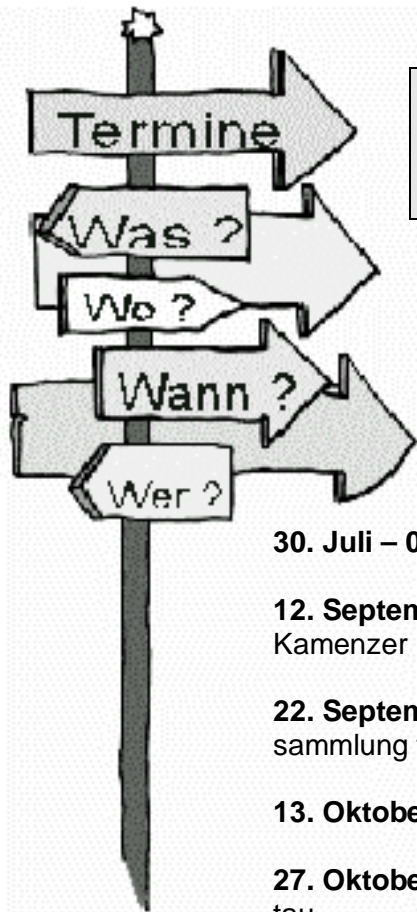 Termine
Was ?
Wo ?
Wann ?
Wer ?
30. Juli – 0
12. Septem
Kamenzer
22. Septem
sammlung
13. Oktobe
27. Oktobe